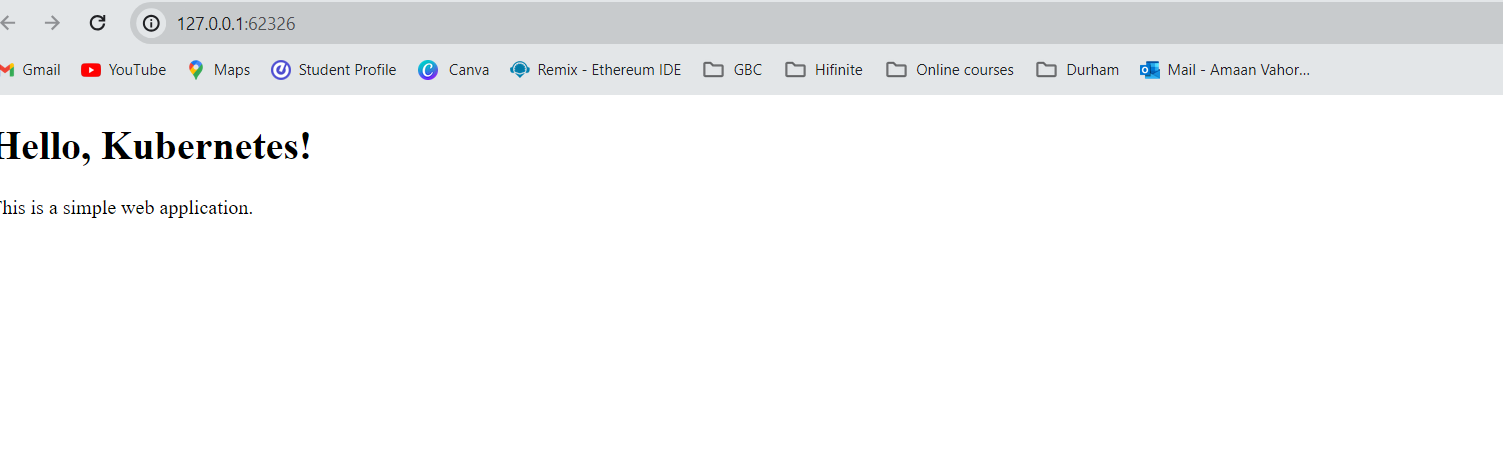 127.0.0.1:62326
Gmail YouTube Maps Student Profile Canva Remix - Ethereum IDE GBC Hifinite Online courses Durham Mail - Amaan Vahor...
Hello, Kubernetes!
This is a simple web application.